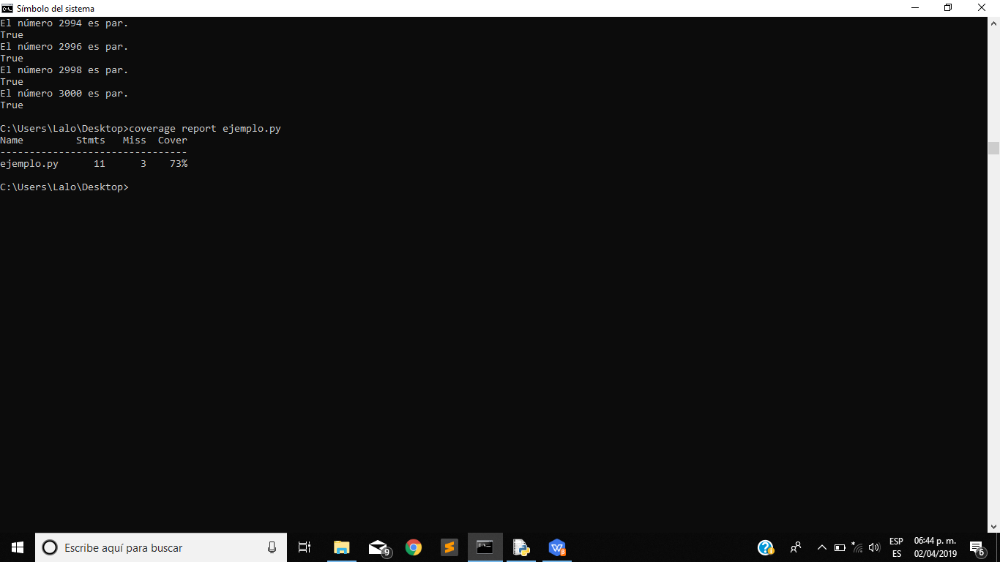 Símbolo del sistema
El número 2994 es par.
True
El número 2996 es par.
True
El número 2998 es par.
True
El número 3000 es par.
True
C:\Users\Lalo\Desktop>coverage report ejemplo.py
Name Stmts Miss Cover
--------------------------------
ejemplo.py 11 3 73%
C:\Users\Lalo\Desktop>
Escribe aquí para buscar
9
ESP
ES
06:44 p. m.
02/04/2019
6